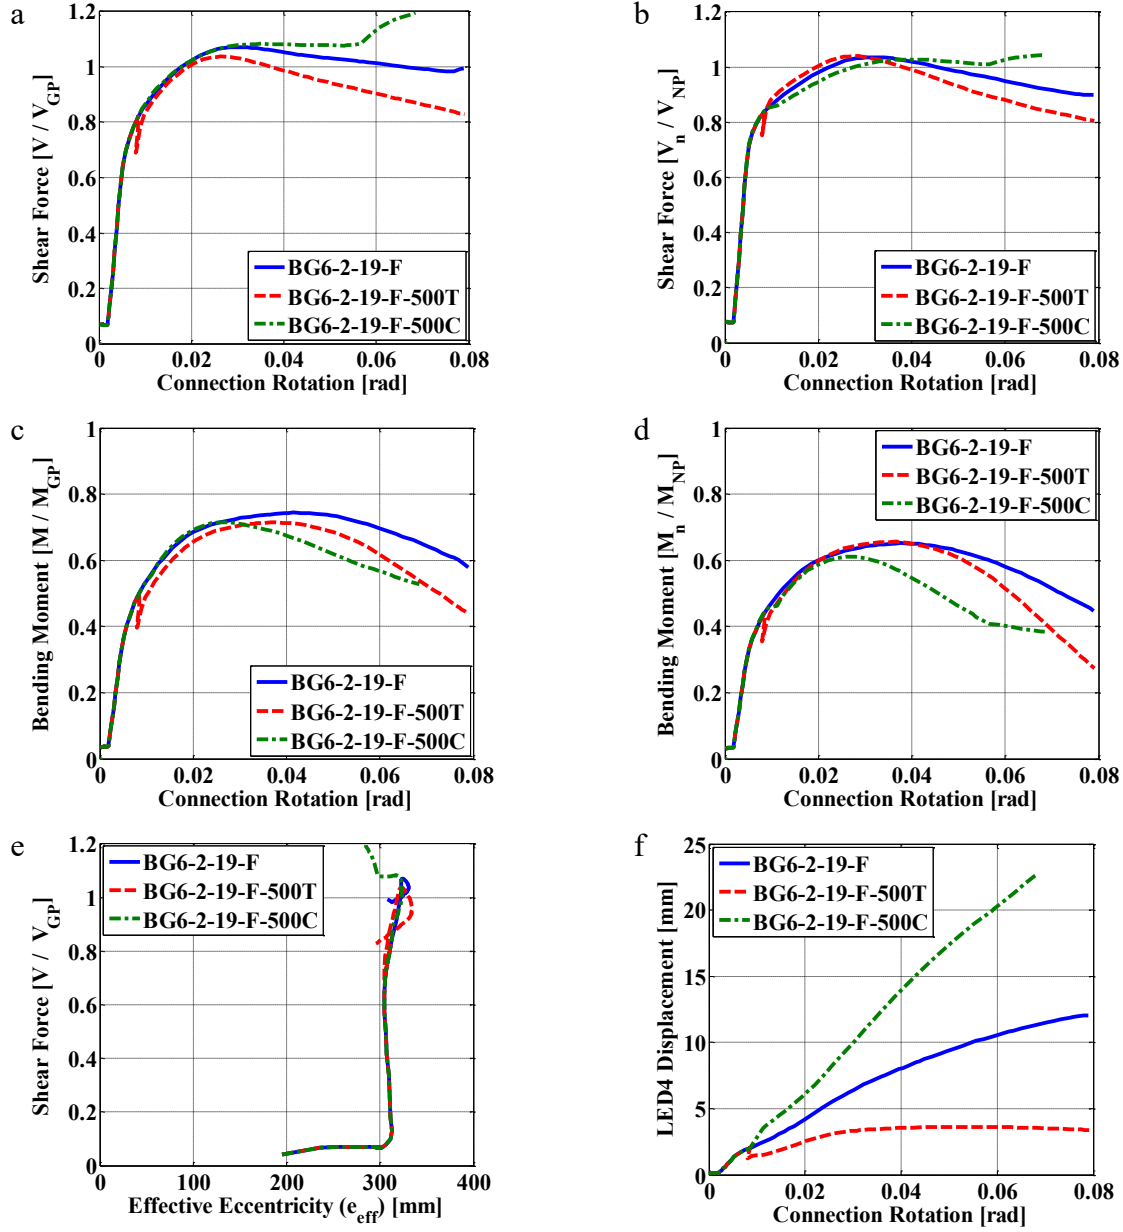 a
1.2
1
0.8
0.6
0.4
0.2
0
Shear Force [V / V_GP]
BG6-2-19-F
BG6-2-19-F-500T
BG6-2-19-F-500C
0 0.02 0.04 0.06 0.08
Connection Rotation [rad]
b
1.2
1
0.8
0.6
0.4
0.2
0
Shear Force [V_n / V_NP]
BG6-2-19-F
BG6-2-19-F-500T
BG6-2-19-F-500C
0 0.02 0.04 0.06 0.08
Connection Rotation [rad]
c
1
0.8
0.6
0.4
0.2
0
Bending Moment [M / M_GP]
BG6-2-19-F
BG6-2-19-F-500T
BG6-2-19-F-500C
0 0.02 0.04 0.06 0.08
Connection Rotation [rad]
d
1
0.8
0.6
0.4
0.2
0
Bending Moment [M_n / M_NP]
BG6-2-19-F
BG6-2-19-F-500T
BG6-2-19-F-500C
0 0.02 0.04 0.06 0.08
Connection Rotation [rad]
e
1.2
1
0.8
0.6
0.4
0.2
0
Shear Force [V / V_GP]
BG6-2-19-F
BG6-2-19-F-500T
BG6-2-19-F-500C
0 100 200 300 400
Effective Eccentricity (e_eff) [mm]
f
25
20
15
10
5
0
LED4 Displacement [mm]
BG6-2-19-F
BG6-2-19-F-500T
BG6-2-19-F-500C
0 0.02 0.04 0.06 0.08
Connection Rotation [rad]